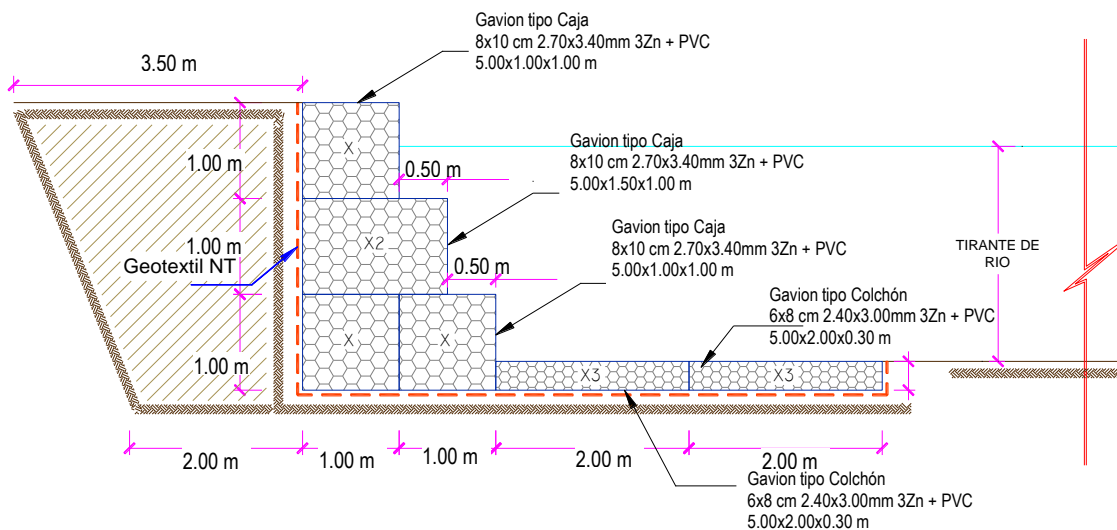 Gavion tipo Caja
8x10 cm 2.70x3.40mm 3Zn + PVC
5.00x1.00x1.00 m
3.50 m
Gavion tipo Caja
8x10 cm 2.70x3.40mm 3Zn + PVC
5.00x1.50x1.00 m
1.00 m
X
0.50 m
Gavion tipo Caja
8x10 cm 2.70x3.40mm 3Zn + PVC
5.00x1.00x1.00 m
1.00 m
X2
Geotextil NT
0.50 m
TIRANTE DE
RIO
Gavion tipo Colchón
6x8 cm 2.40x3.00mm 3Zn + PVC
5.00x2.00x0.30 m
1.00 m
X
X
X3
X3
2.00 m
1.00 m
1.00 m
2.00 m
2.00 m
Gavion tipo Colchón
6x8 cm 2.40x3.00mm 3Zn + PVC
5.00x2.00x0.30 m